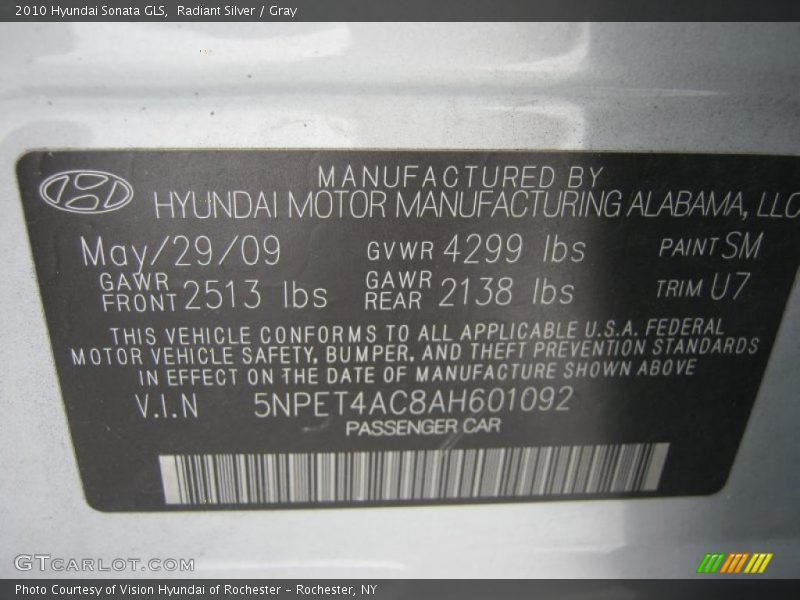 2010 Hyundai Sonata GLS, Radiant Silver / Gray
MANUFACTURED BY
HYUNDAI MOTOR MANUFACTURING ALABAMA, LLC
May/29/09 GVWR 4299 lbs PAINT SM
GAWR FRONT 2513 lbs GAWR REAR 2138 lbs TRIM U7
THIS VEHICLE CONFORMS TO ALL APPLICABLE U.S.A. FEDERAL
MOTOR VEHICLE SAFETY, BUMPER, AND THEFT PREVENTION STANDARDS
IN EFFECT ON THE DATE OF MANUFACTURE SHOWN ABOVE
V.I.N 5NPET4AC8AH601092
PASSENGER CAR
GTCARLOT.COM
Photo Courtesy of Vision Hyundai of Rochester - Rochester, NY